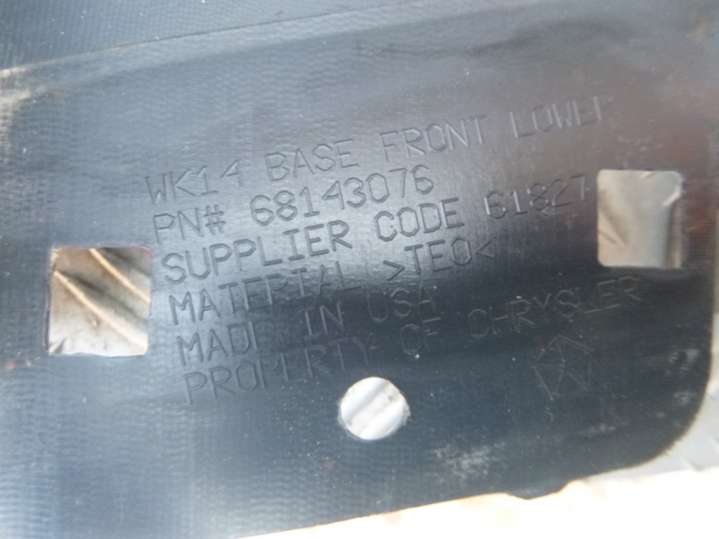 WK14 BASE FRONT LOWER
PN# 68143076
SUPPLIER CODE 61827
MATERIAL >TEO<
MADE IN USA
PROPERTY OF CHRYSLER